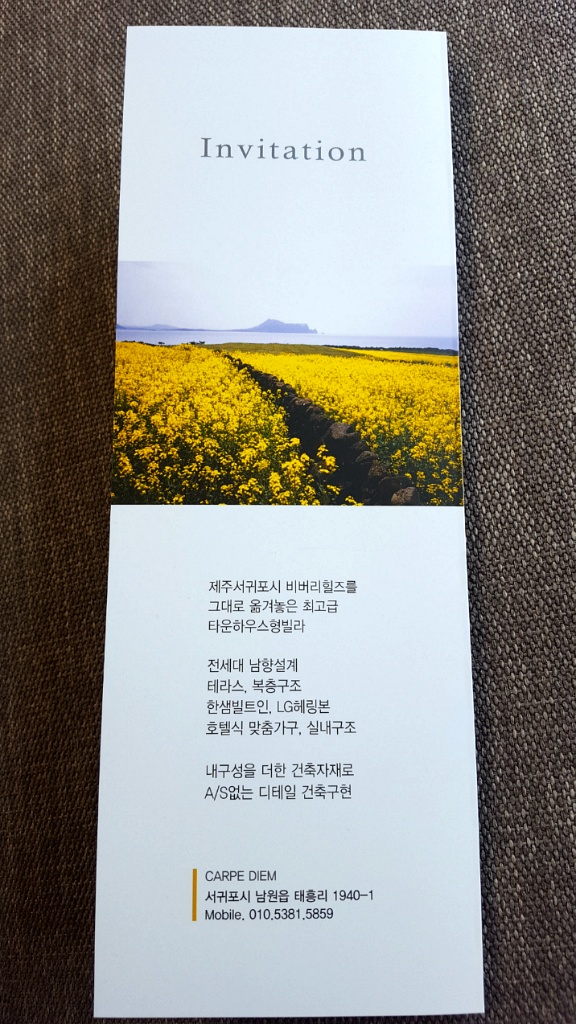 Invitation
제주서귀포시 비버리힐즈를
그대로 옮겨놓은 최고급
타운하우스형빌라
전세대 남향설계
테라스, 복층구조
한샘빌트인, LG헤링본
호텔식 맞춤가구, 실내구조
내구성을 더한 건축자재로
A/S없는 디테일 건축구현
CARPE DIEM
서귀포시 남원읍 태흥리 1940-1
Mobile. 010.5381.5859